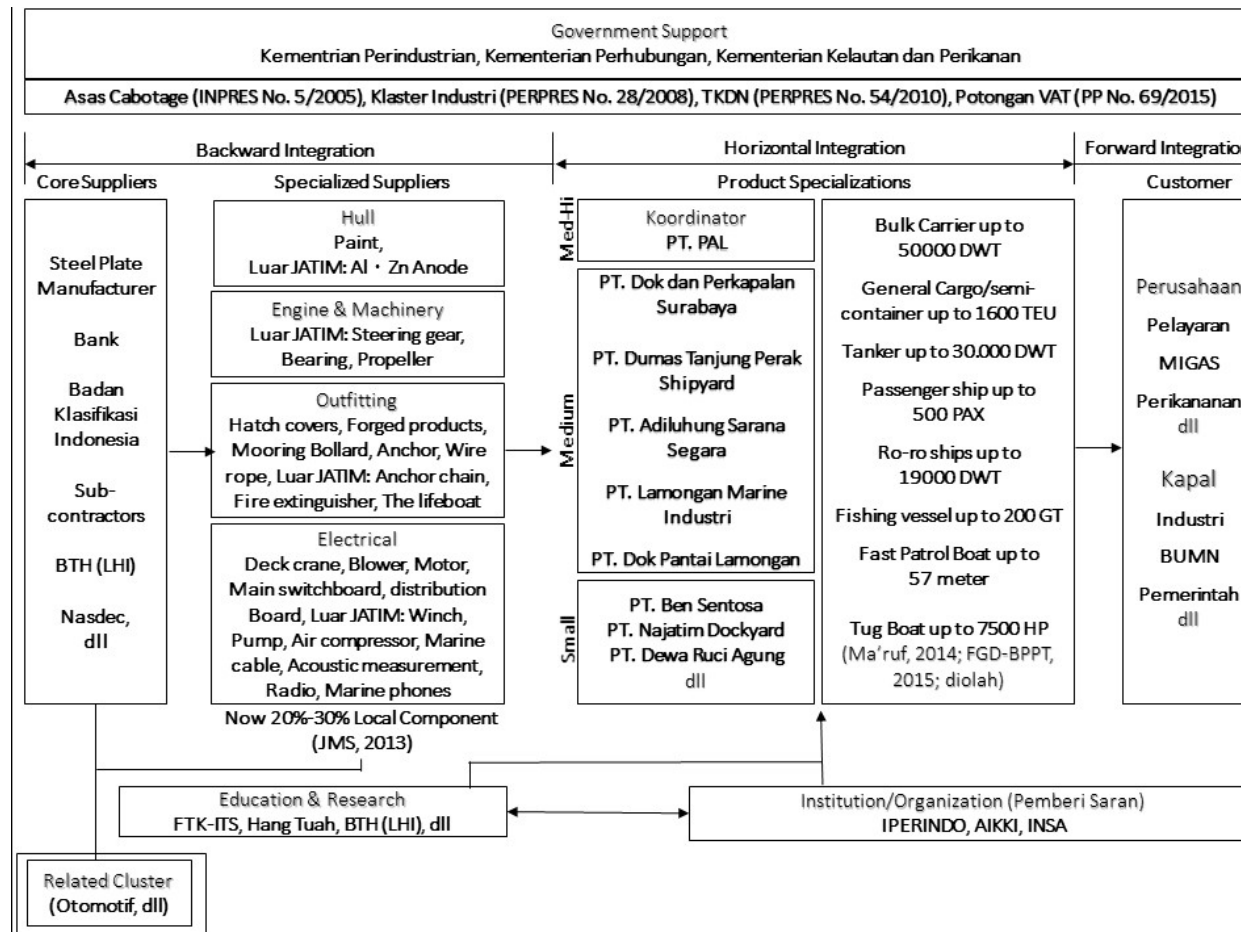 Government Support
Kementrian Perindustrian, Kementerian Perhubungan, Kementerian Kelautan dan Perikanan
Asas Cabotage (INPRES No. 5/2005), Klaster Industri (PERPRES No. 28/2008), TKDN (PERPRES No. 54/2010), Potongan VAT (PP No. 69/2015)
Backward Integration
Horizontal Integration
Forward Integration
Core Suppliers
Specialized Suppliers
Product Specializations
Customer
Steel Plate
Manufacturer
Bank
Badan
Klasifikasi
Indonesia
Sub-
contractors
BTH (LHI)
Nasdec,
dll
Hull
Paint,
Luar JATIM: Al · Zn Anode
Engine & Machinery
Luar JATIM: Steering gear,
Bearing, Propeller
Outfitting
Hatch covers, Forged products,
Mooring Bollard, Anchor, Wire
rope, Luar JATIM: Anchor chain,
Fire extinguisher, The lifeboat
Electrical
Deck crane, Blower, Motor,
Main switchboard, distribution
Board, Luar JATIM: Winch,
Pump, Air compressor, Marine
cable, Acoustic measurement,
Radio, Marine phones
Now 20%-30% Local Component
(JMS, 2013)
Med-Hi
Koordinator
PT. PAL
Medium
PT. Dok dan Perkapalan
Surabaya
PT. Dumas Tanjung Perak
Shipyard
PT. Adiluhung Sarana
Segara
PT. Lamongan Marine
Industri
PT. Dok Pantai Lamongan
Small
PT. Ben Sentosa
PT. Najatim Dockyard
PT. Dewa Ruci Agung
dll
Bulk Carrier up to
50000 DWT
General Cargo/semi-
container up to 1600 TEU
Tanker up to 30.000 DWT
Passenger ship up to
500 PAX
Ro-ro ships up to
19000 DWT
Fishing vessel up to 200 GT
Fast Patrol Boat up to
57 meter
Tug Boat up to 7500 HP
(Ma'ruf, 2014; FGD-BPPT,
2015; diolah)
Perusahaan
Pelayaran
MIGAS
Perikananan
dll
Kapal
Industri
BUMN
Pemerintah
dll
Education & Research
FTK-ITS, Hang Tuah, BTH (LHI), dll
Institution/Organization (Pemberi Saran)
IPERINDO, AIKKI, INSA
Related Cluster
(Otomotif, dll)